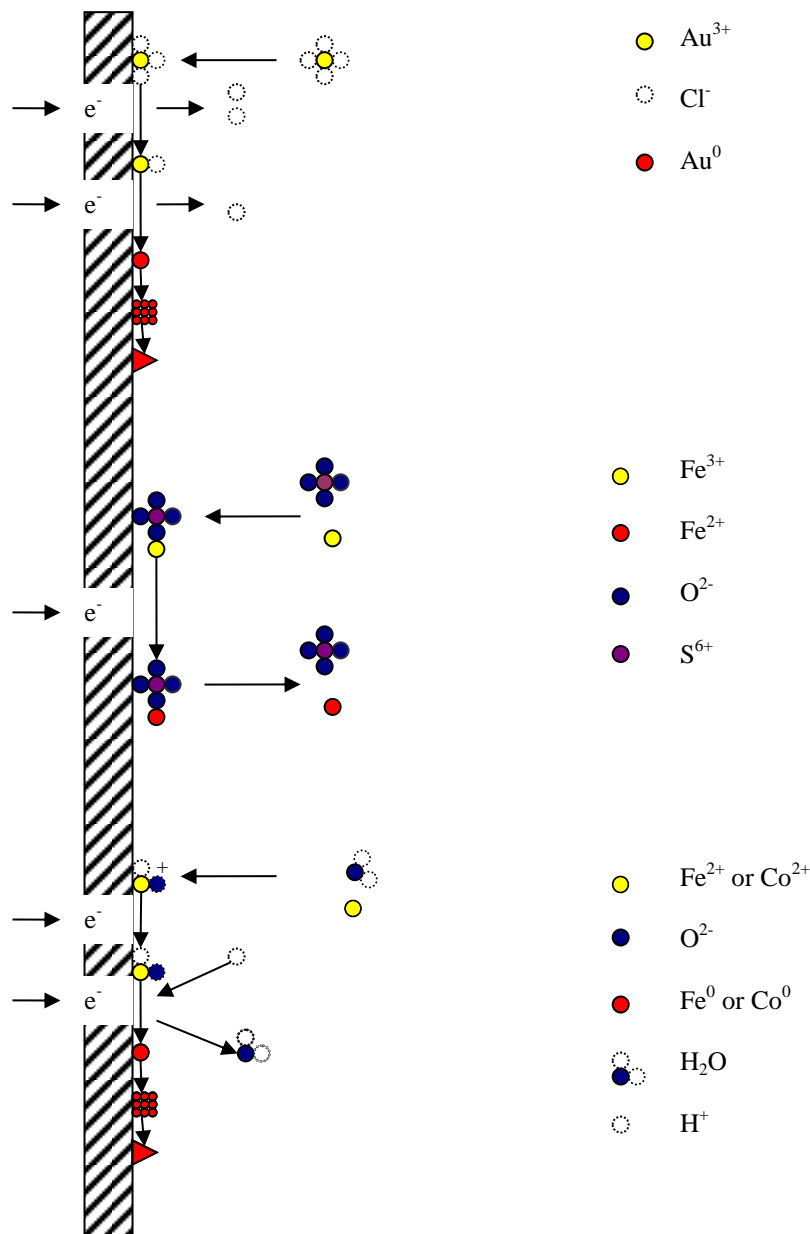 Au³⁺
e⁻
Cl⁻
Au⁰
e⁻
Fe³⁺
Fe²⁺
O²⁻
e⁻
S⁶⁺
+
Fe²⁺ or Co²⁺
e⁻
O²⁻
e⁻
Fe⁰ or Co⁰
H₂O
H⁺